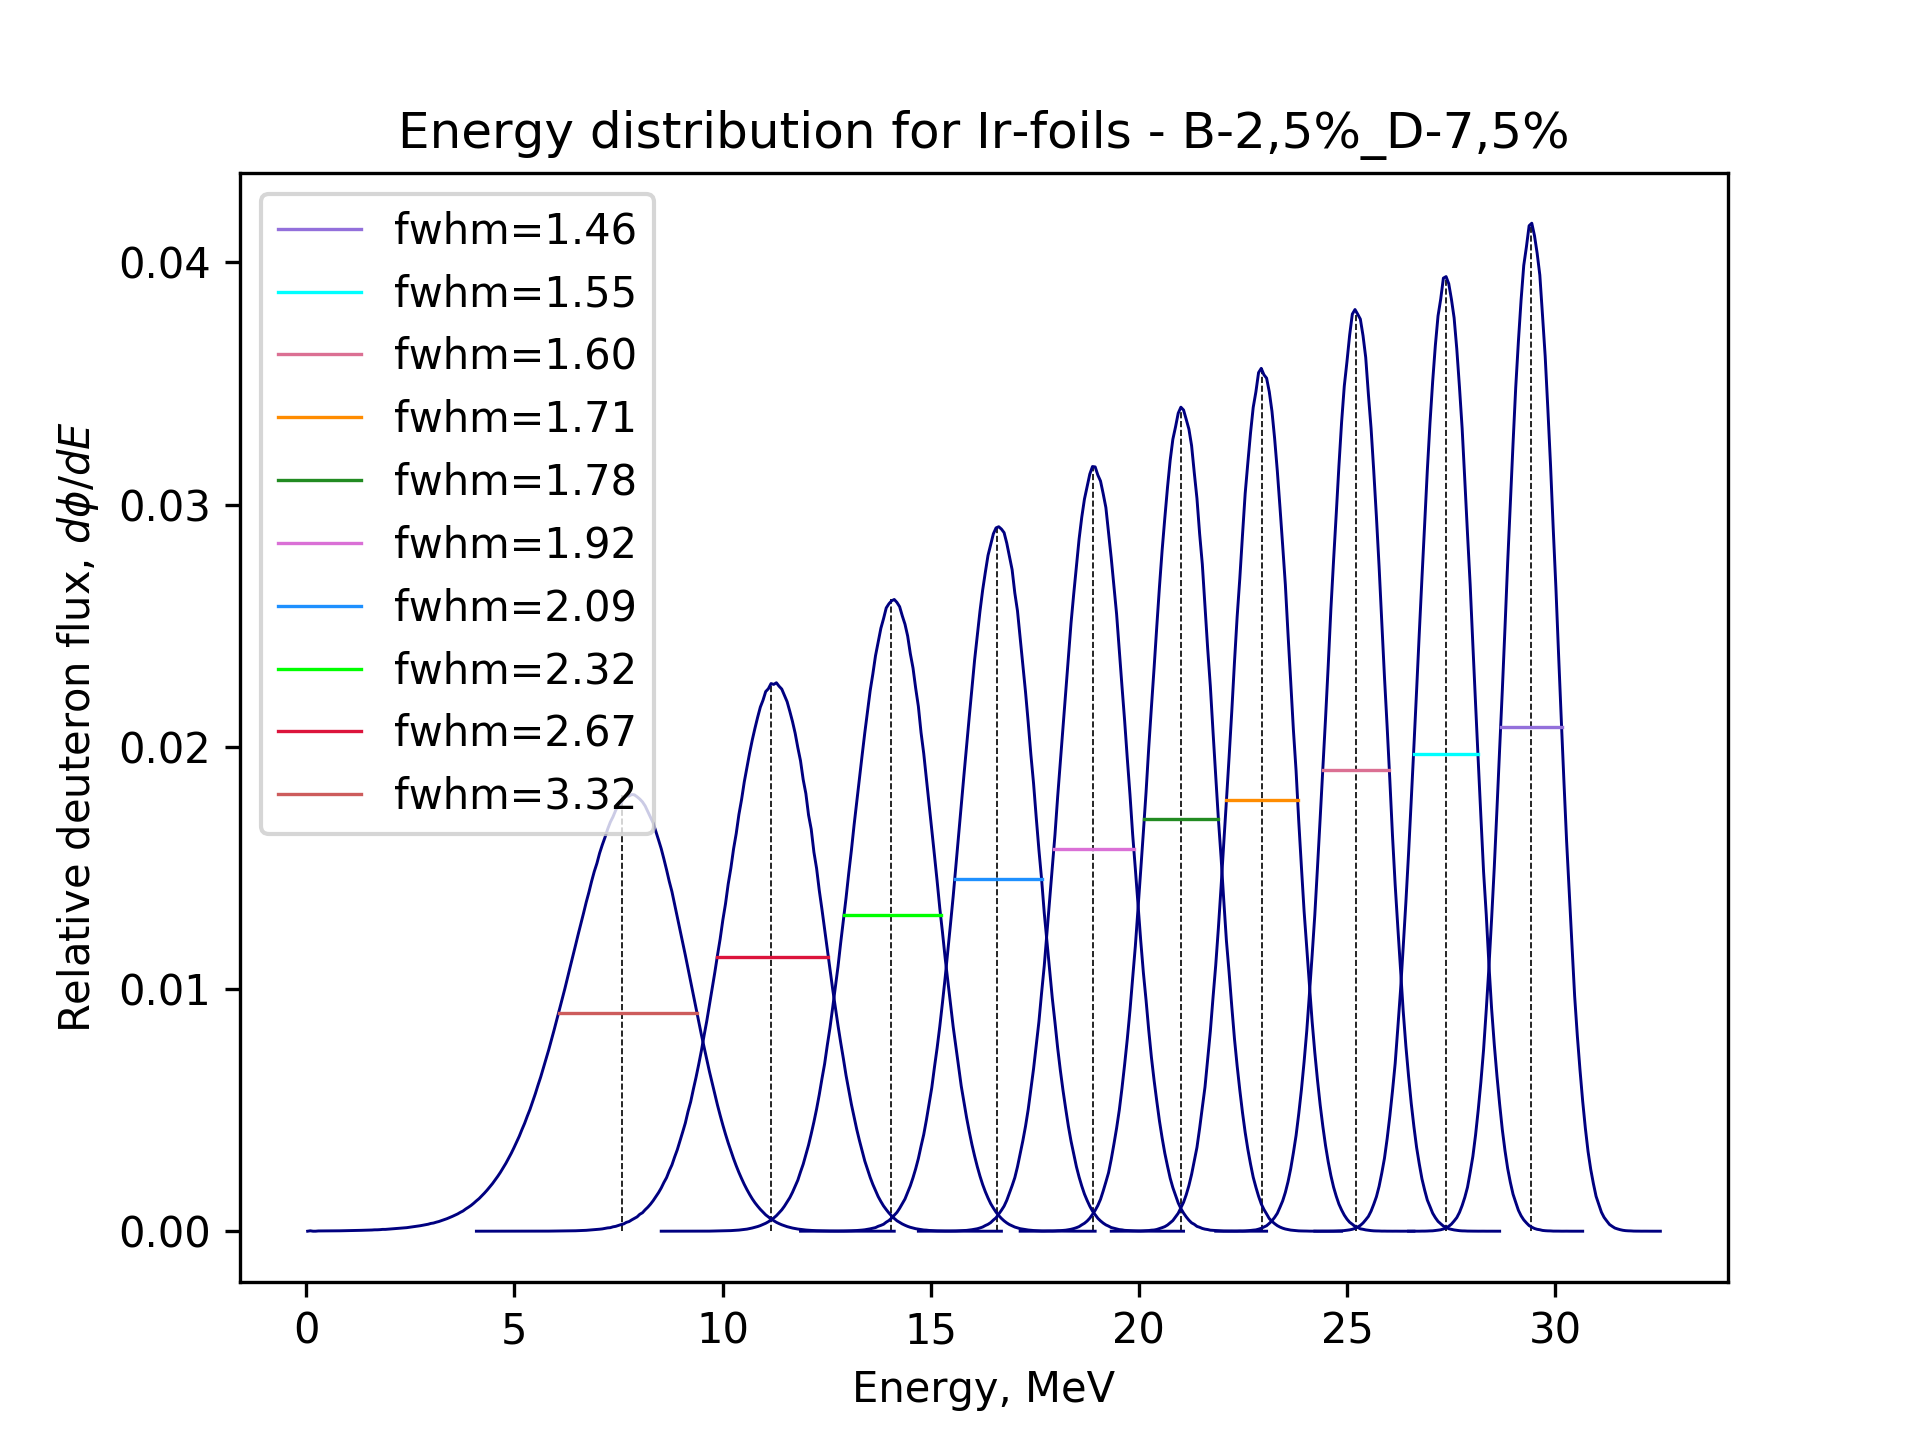 Energy distribution for Ir-foils - B-2,5%_D-7,5%
fwhm=1.46
fwhm=1.55
fwhm=1.60
fwhm=1.71
fwhm=1.78
fwhm=1.92
fwhm=2.09
fwhm=2.32
fwhm=2.67
fwhm=3.32
Relative deuteron flux, dϕ/dE
0.04
0.03
0.02
0.01
0.00
0 5 10 15 20 25 30
Energy, MeV